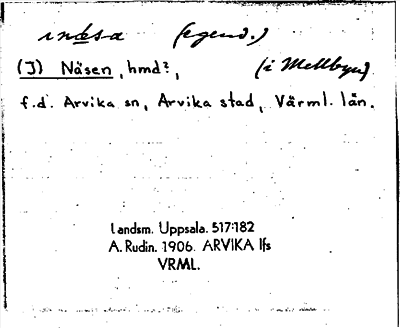 (egend.)
(J) Näsen, hmd?, (i Mellbyn)
f.d. Arvika sn, Arvika stad, Värml. län.
Landsm. Uppsala. 517:182
A. Rudin. 1906. ARVIKA lfs
VRML.